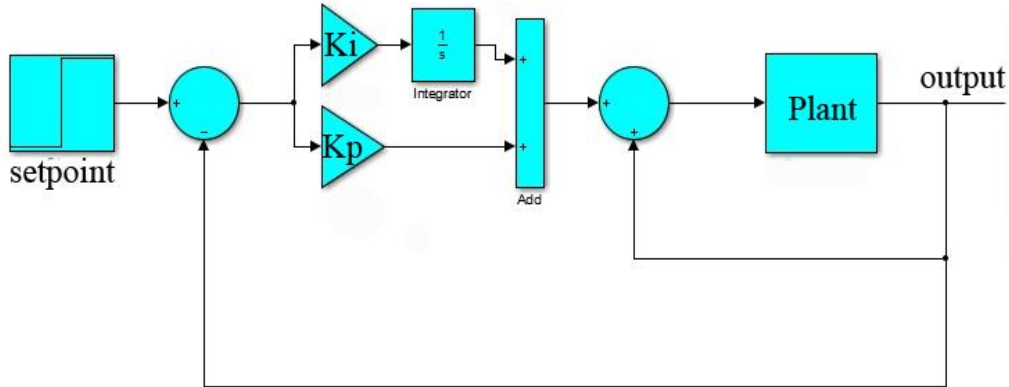 setpoint
+
−
Ki
1
s
Integrator
Kp
+
+
Add
+
+
Plant
output